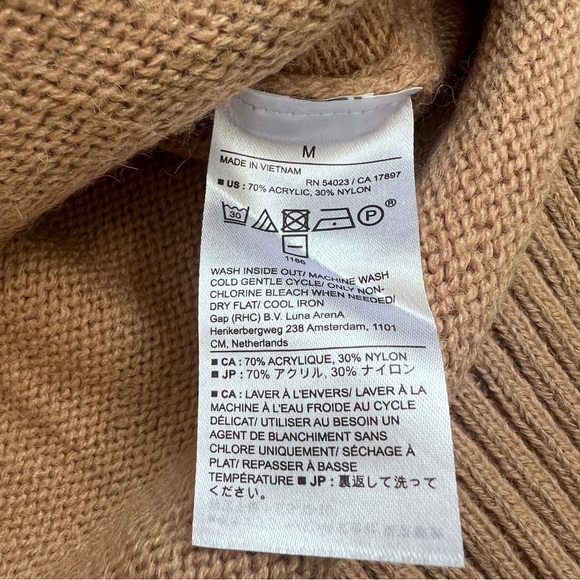 M
MADE IN VIETNAM RN 54023 / CA 17897
■ US : 70% ACRYLIC, 30% NYLON
30 P ®
1186
WASH INSIDE OUT/ MACHINE WASH
COLD GENTLE CYCLE/ ONLY NON-
CHLORINE BLEACH WHEN NEEDED/
DRY FLAT/ COOL IRON
Gap (RHC) B.V. Luna ArenA
Herikerbergweg 238 Amsterdam, 1101
CM, Netherlands
■ CA : 70% ACRYLIQUE, 30% NYLON
■ JP : 70% アクリル, 30% ナイロン
■ CA : LAVER À L'ENVERS/ LAVER À LA
MACHINE À L'EAU FROIDE AU CYCLE
DÉLICAT/ UTILISER AU BESOIN UN
AGENT DE BLANCHIMENT SANS
CHLORE UNIQUEMENT/ SÉCHAGE À
PLAT/ REPASSER À BASSE
TEMPÉRATURE ■ JP : 裏返して洗って
ください。